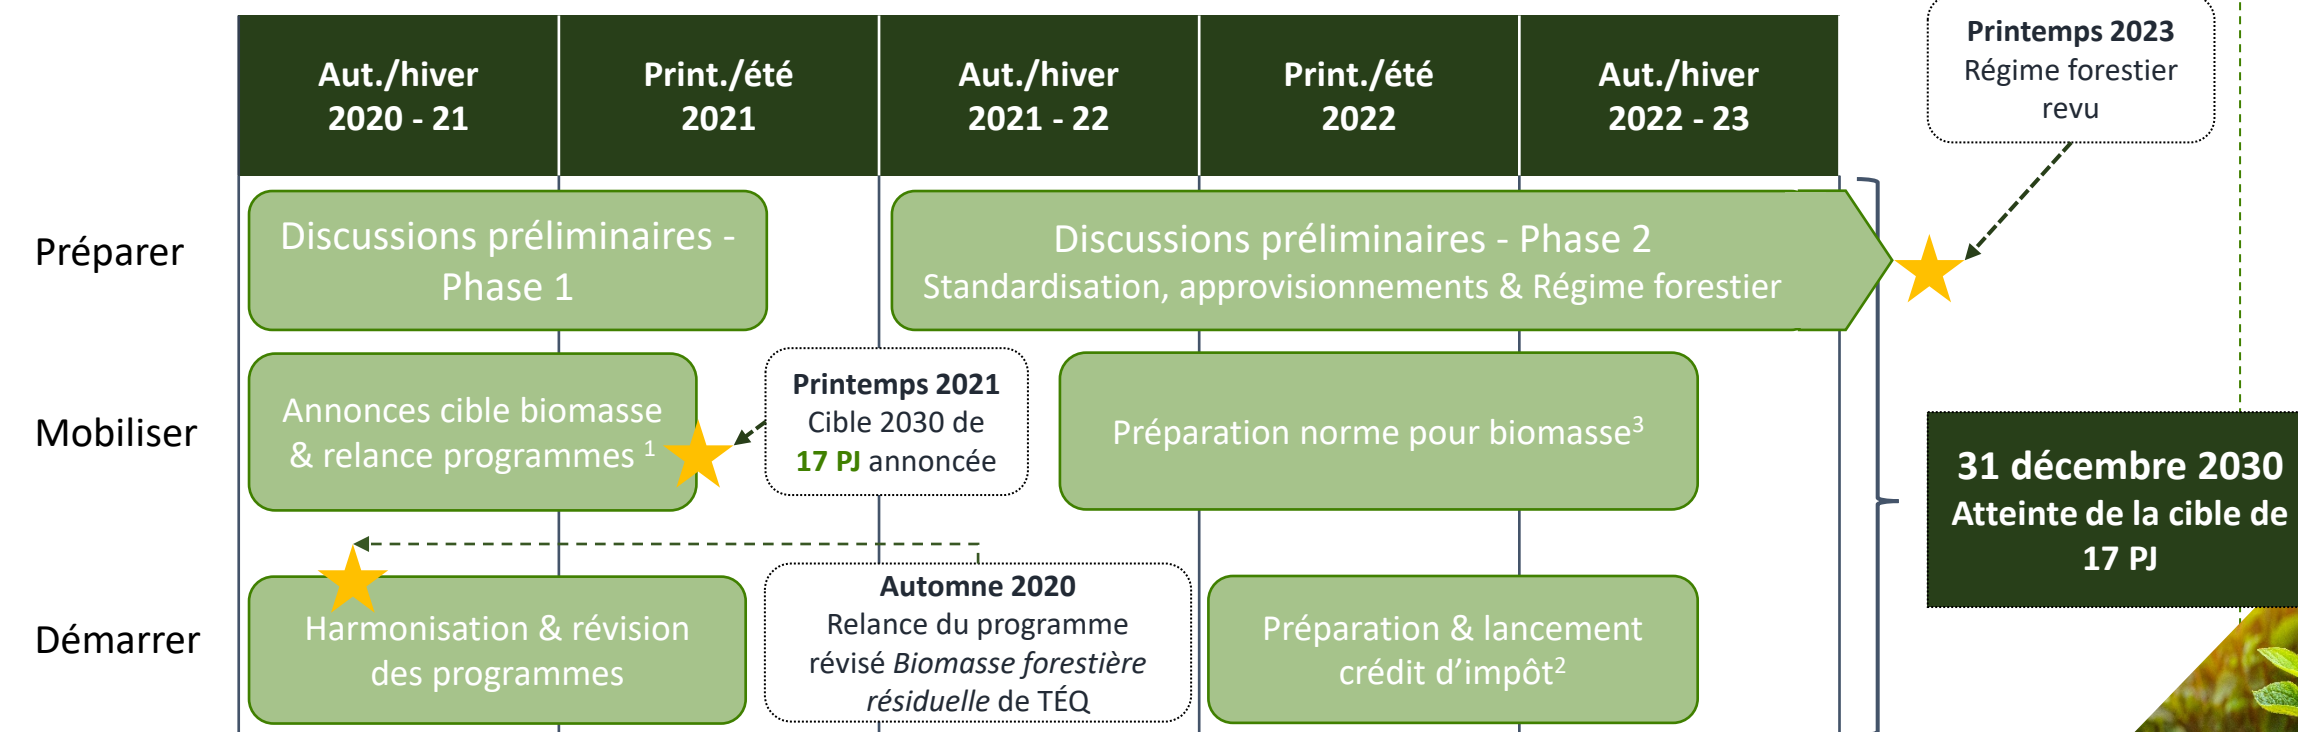 Aut./hiver
2020 - 21
Print./été
2021
Aut./hiver
2021 - 22
Print./été
2022
Aut./hiver
2022 - 23
Printemps 2023
Régime forestier
revu
Préparer
Discussions préliminaires -
Phase 1
Discussions préliminaires - Phase 2
Standardisation, approvisionnements & Régime forestier
Mobiliser
Annonces cible biomasse
& relance programmes 1
Printemps 2021
Cible 2030 de
17 PJ annoncée
Préparation norme pour biomasse3
31 décembre 2030
Atteinte de la cible de
17 PJ
Démarrer
Harmonisation & révision
des programmes
Automne 2020
Relance du programme
révisé Biomasse forestière
résiduelle de TÉQ
Préparation & lancement
crédit d’impôt2